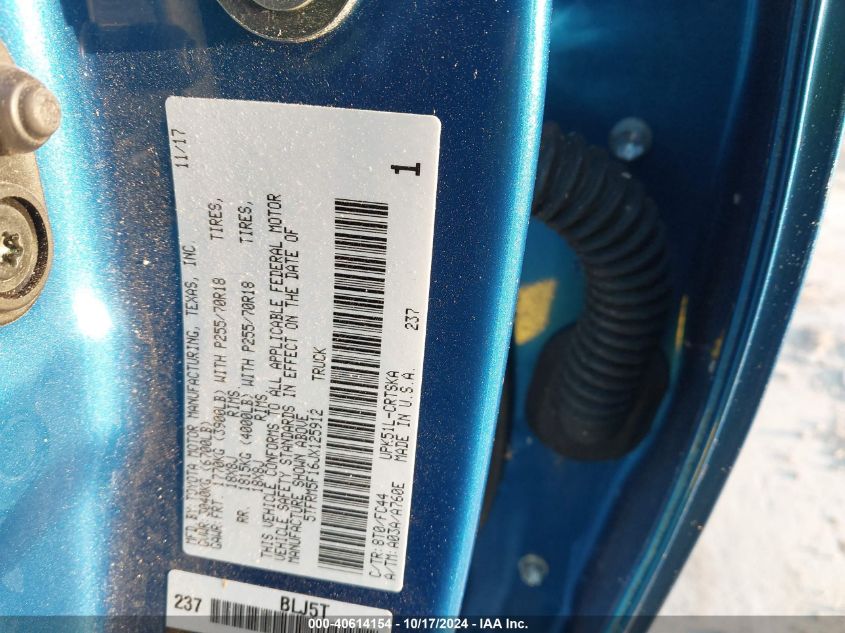 MFD BY: TOYOTA MOTOR MANUFACTURING, TEXAS, INC. 11/17
GVWR 3040KG (6700LB)
GAWR FRT. 1770KG (3900LB) WITH P255/70R18 TIRES,
18X8J RIMS
RR. 1815KG (4000LB) WITH P255/70R18 TIRES,
18X8J RIMS
THIS VEHICLE CONFORMS TO ALL APPLICABLE FEDERAL MOTOR
VEHICLE SAFETY STANDARDS IN EFFECT ON THE DATE OF
MANUFACTURE SHOWN ABOVE.
5TFRM5F16JX125912 TRUCK
C/TR: 8T0/FC44 UPK51L-CRTSKA 237
A/TM: A03A/A760E MADE IN U.S.A. 1
237 BLJ5T
000-40614154 - 10/17/2024 - IAA Inc.